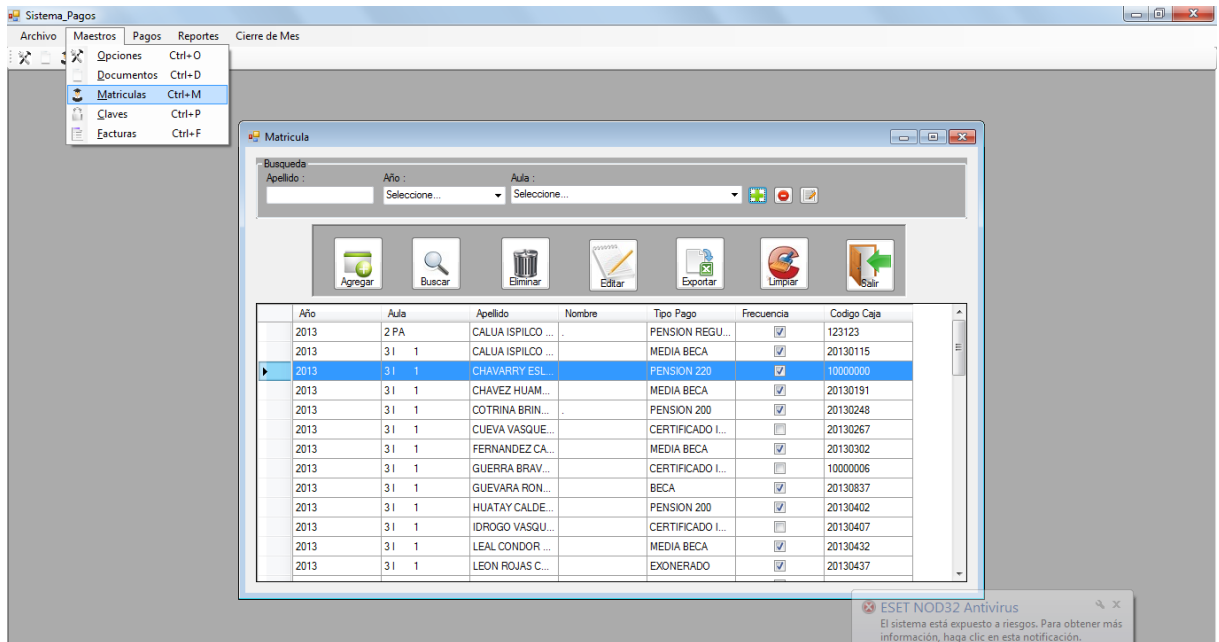 Sistema_Pagos
Archivo Maestros Pagos Reportes Cierre de Mes
Opciones Ctrl+O
Documentos Ctrl+D
Matriculas Ctrl+M
Claves Ctrl+P
Facturas Ctrl+F
Matricula
Busqueda
Apellido : Año : Aula :
Seleccione... Seleccione...
Agregar Buscar Eliminar Editar Exportar Limpiar Salir
Año Aula Apellido Nombre Tipo Pago Frecuencia Codigo Caja
2013 2 PA CALUA ISPILCO ... . PENSION REGU... 123123
2013 3 I 1 CALUA ISPILCO ... MEDIA BECA 20130115
2013 3 I 1 CHAVARRY ESL... PENSION 220 10000000
2013 3 I 1 CHAVEZ HUAM... MEDIA BECA 20130191
2013 3 I 1 COTRINA BRIN... . PENSION 200 20130248
2013 3 I 1 CUEVA VASQUE... CERTIFICADO I... 20130267
2013 3 I 1 FERNANDEZ CA... MEDIA BECA 20130302
2013 3 I 1 GUERRA BRAV... CERTIFICADO I... 10000006
2013 3 I 1 GUEVARA RON... BECA 20130837
2013 3 I 1 HUATAY CALDE... PENSION 200 20130402
2013 3 I 1 IDROGO VASQU... CERTIFICADO I... 20130407
2013 3 I 1 LEAL CONDOR ... MEDIA BECA 20130432
2013 3 I 1 LEON ROJAS C... EXONERADO 20130437
ESET NOD32 Antivirus
El sistema está expuesto a riesgos. Para obtener más
información, haga clic en esta notificación.